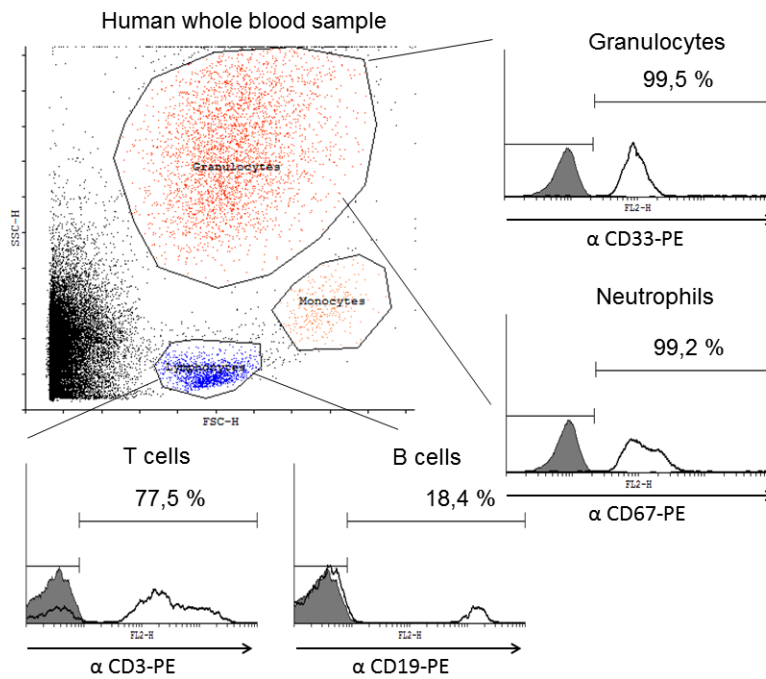 Human whole blood sample
SSC-H
Granulocytes
Monocytes
Lymphocytes
FSC-H
Granulocytes
99,5 %
FL2-H
α CD33-PE
Neutrophils
99,2 %
FL2-H
α CD67-PE
T cells
77,5 %
FL2-H
α CD3-PE
B cells
18,4 %
FL2-H
α CD19-PE